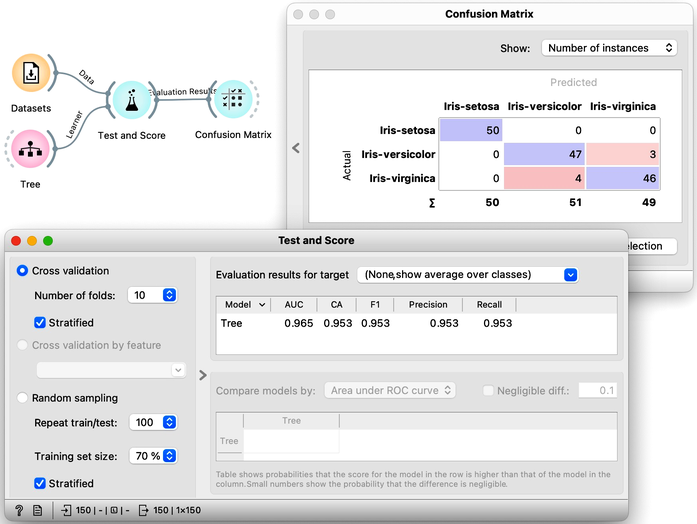 Confusion Matrix
Show: Number of instances
Predicted
Iris-setosa Iris-versicolor Iris-virginica
Iris-setosa 50 0 0
Actual
Iris-versicolor 0 47 3
Iris-virginica 0 4 46
∑ 50 51 49
Data
Learner
Evaluation Results
Datasets
Test and Score
Confusion Matrix
Tree
Test and Score
Cross validation
Number of folds: 10
Stratified
Cross validation by feature
Random sampling
Repeat train/test: 100
Training set size: 70 %
Stratified
Evaluation results for target (None,show average over classes)
Model AUC CA F1 Precision Recall
Tree 0.965 0.953 0.953 0.953 0.953
Compare models by: Area under ROC curve Negligible diff.: 0.1
Tree
Tree
Table shows probabilities that the score for the model in the row is higher than that of the model in the
column.Small numbers show the probability that the difference is negligible.
? 150 | - | - 150 | 1×150